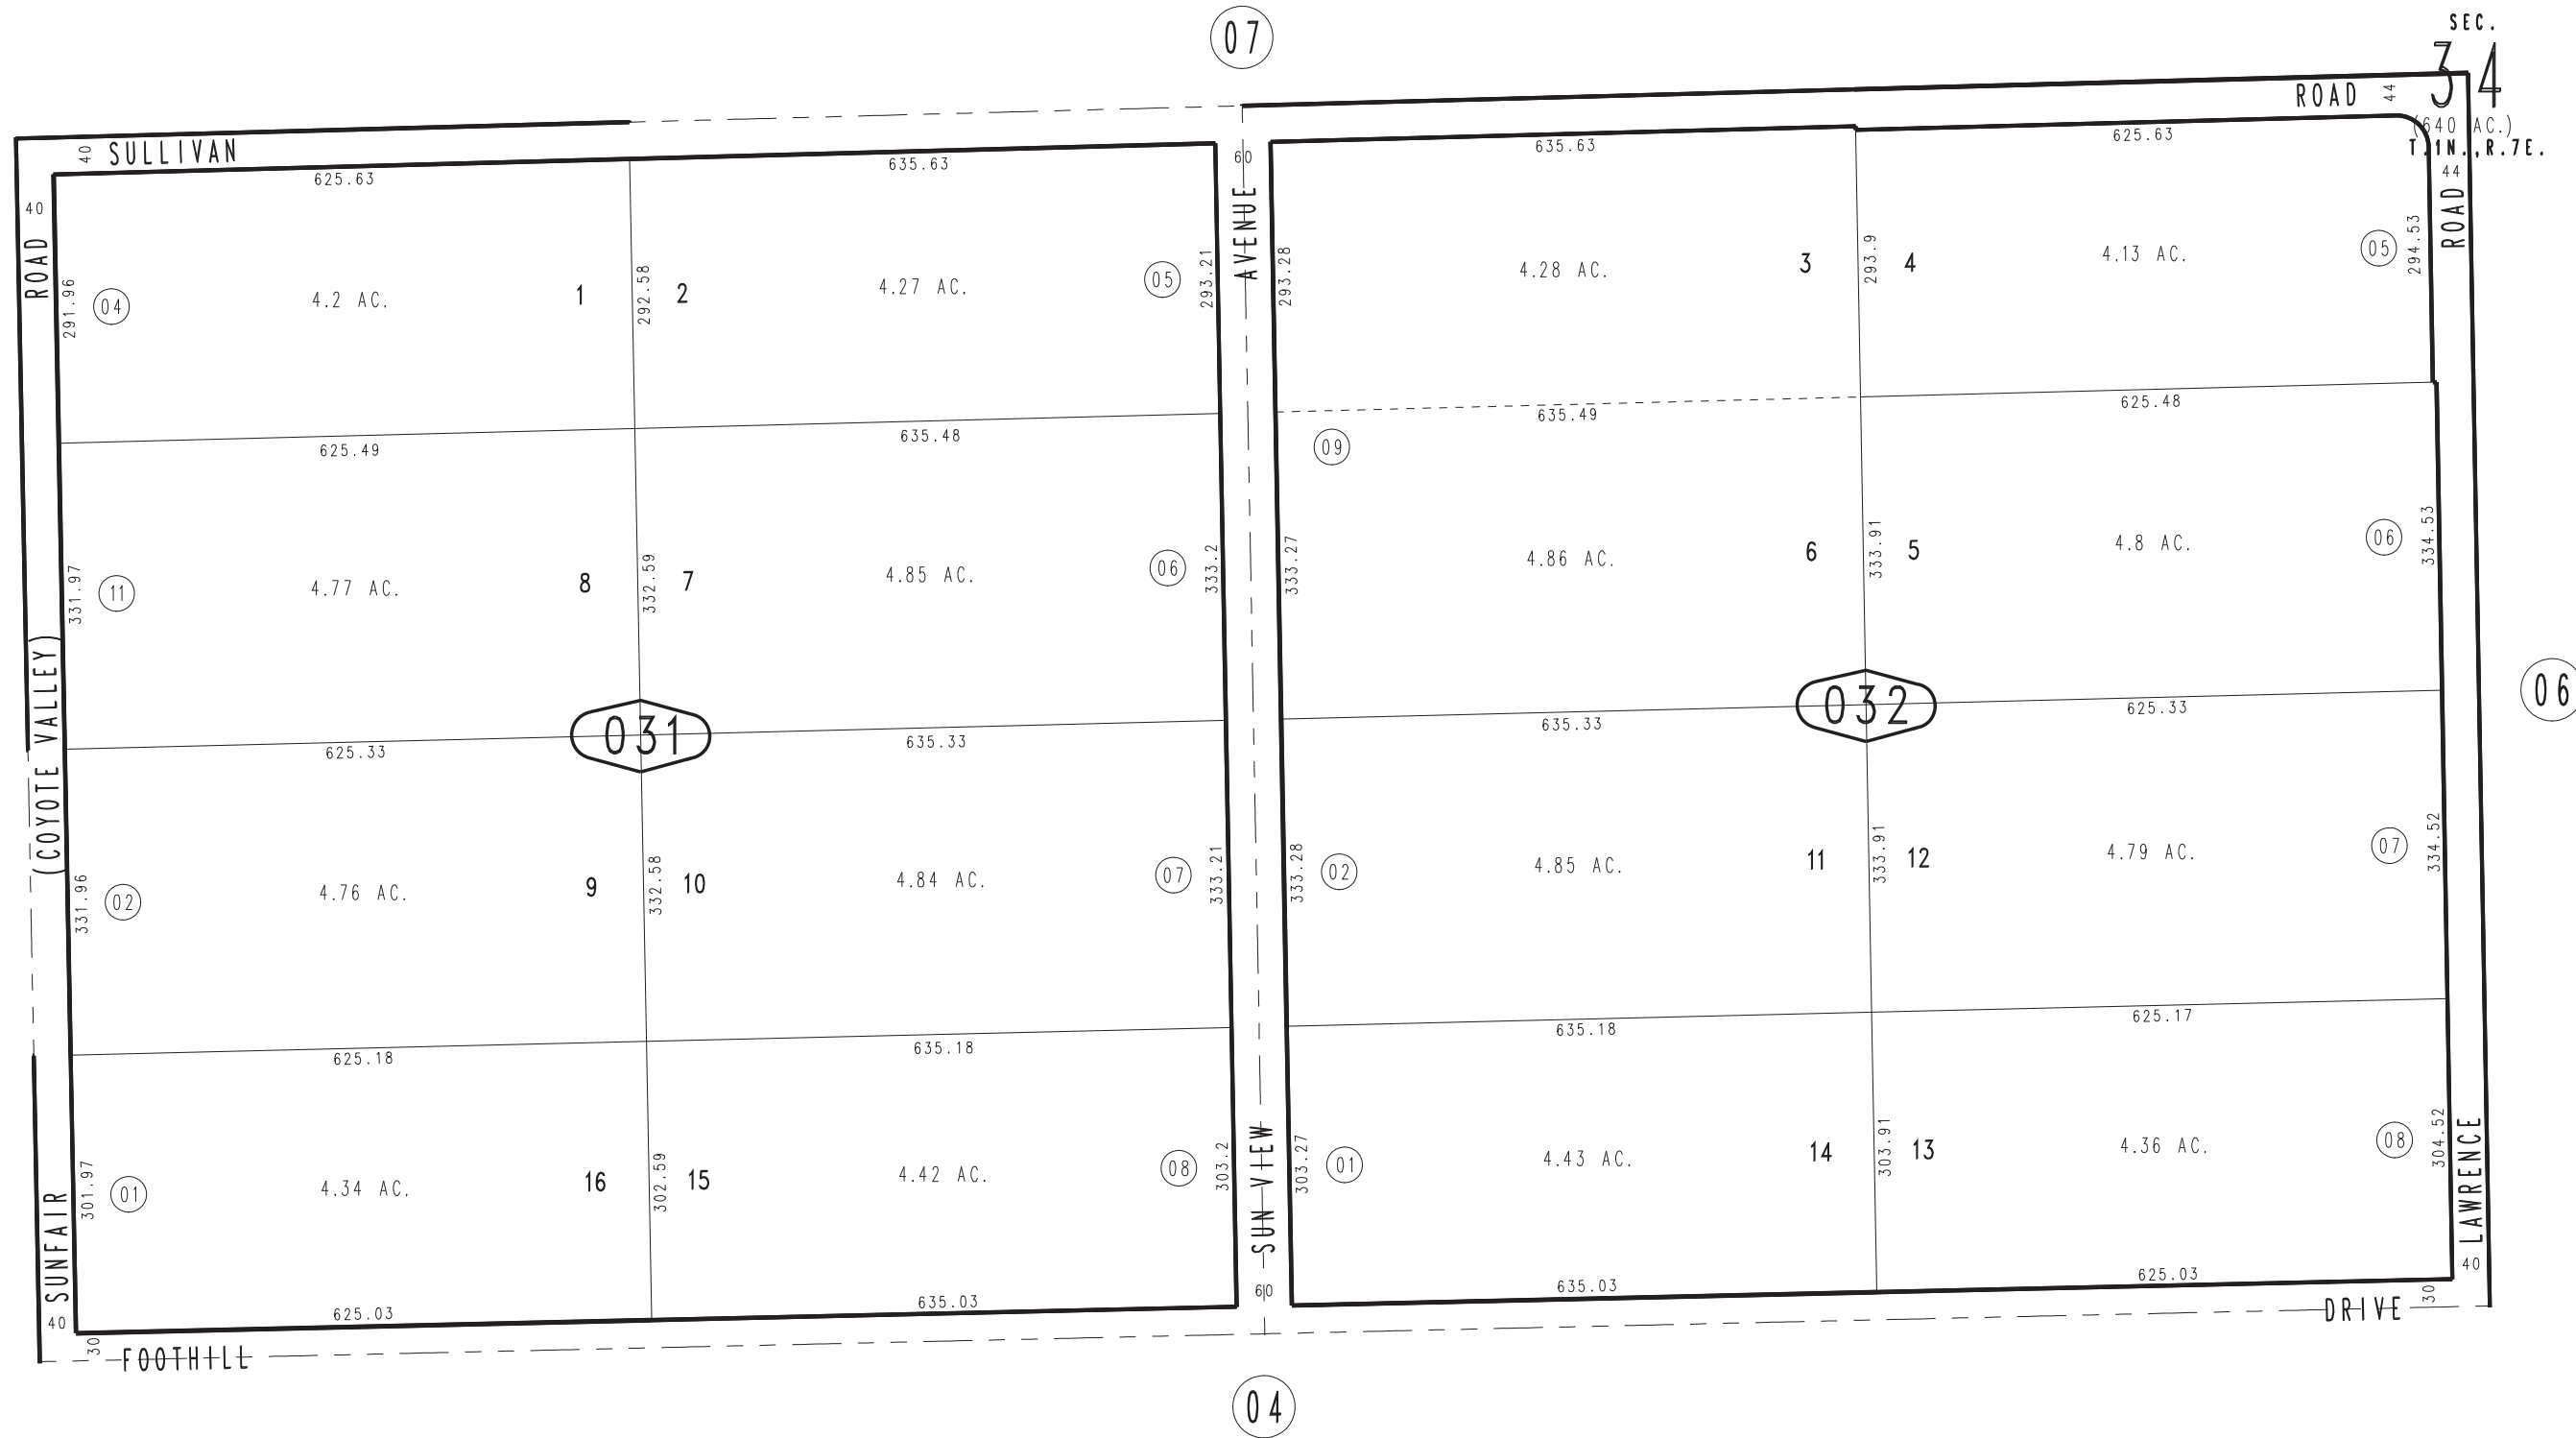 07
SEC.
34
(640 AC.)
T.1N.,R.7E.
40 SULLIVAN
ROAD 44
625.63
635.63
60
635.63
625.63
44
40
ROAD
AVENUE
ROAD
291.96
04
4.2 AC.
1
292.58
2
4.27 AC.
05
293.21
293.28
4.28 AC.
3
293.9
4
4.13 AC.
05
294.53
625.49
635.48
635.49
625.48
09
331.97
11
4.77 AC.
8
332.59
7
4.85 AC.
06
333.2
333.27
4.86 AC.
6
333.91
5
4.8 AC.
06
334.53
(COYOTE VALLEY)
031
032
06
625.33
635.33
635.33
625.33
331.96
02
4.76 AC.
9
332.58
10
4.84 AC.
07
333.21
333.28
02
4.85 AC.
11
333.91
12
4.79 AC.
07
334.52
625.18
635.18
635.18
625.17
301.97
01
4.34 AC.
16
302.59
15
4.42 AC.
08
303.2
303.27
01
4.43 AC.
14
303.91
13
4.36 AC.
08
304.52
SUNFAIR
SUN VIEW
LAWRENCE
625.03
635.03
635.03
625.03
40
60
40
30
30
FOOTHILL
DRIVE
04